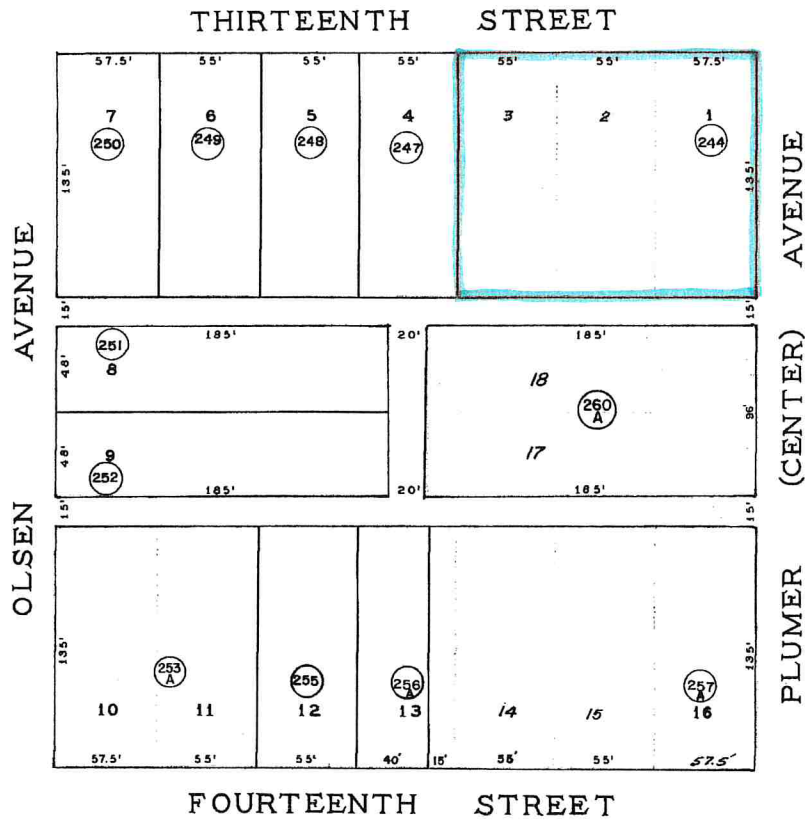 THIRTEENTH STREET
57.5' 55' 55' 55' 55' 55' 57.5'
7 6 5 4 3 2 1
250 249 248 247 244
135' 135'
AVENUE
AVENUE
15' 15'
185' 20' 185'
251
48' 8 18
260
A
96'
9 17
48'
252
185' 20' 185'
15' 15'
(CENTER)
OLSEN
PLUMER
135' 135'
253
A
255
256
A
257
A
10 11 12 13 14 15 16
57.5' 55' 55' 40' 15' 55' 55' 57.5'
FOURTEENTH STREET